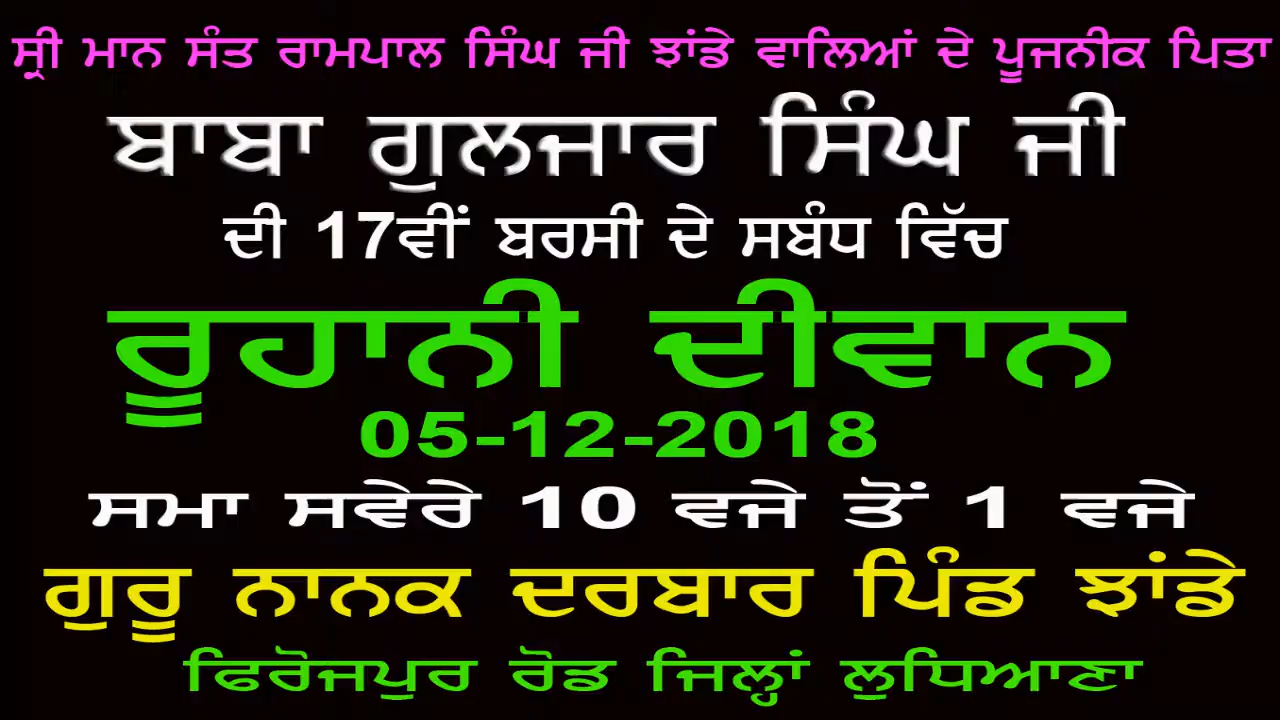 ਸ੍ਰੀ ਮਾਨ ਸੰਤ ਰਾਮਪਾਲ ਸਿੰਘ ਜੀ ਝਾਂਡੇ ਵਾਲਿਆਂ ਦੇ ਪੂਜਨੀਕ ਪਿਤਾ
ਬਾਬਾ ਗੁਲਜਾਰ ਸਿੰਘ ਜੀ
ਦੀ 17ਵੀਂ ਬਰਸੀ ਦੇ ਸਬੰਧ ਵਿੱਚ
ਰੂਹਾਨੀ ਦੀਵਾਨ
05-12-2018
ਸਮਾ ਸਵੇਰੇ 10 ਵਜੇ ਤੋਂ 1 ਵਜੇ
ਗੁਰੂ ਨਾਨਕ ਦਰਬਾਰ ਪਿੰਡ ਝਾਂਡੇ
ਫਿਰੋਜਪੁਰ ਰੋਡ ਜਿਲ੍ਹਾਂ ਲੁਧਿਆਣਾ